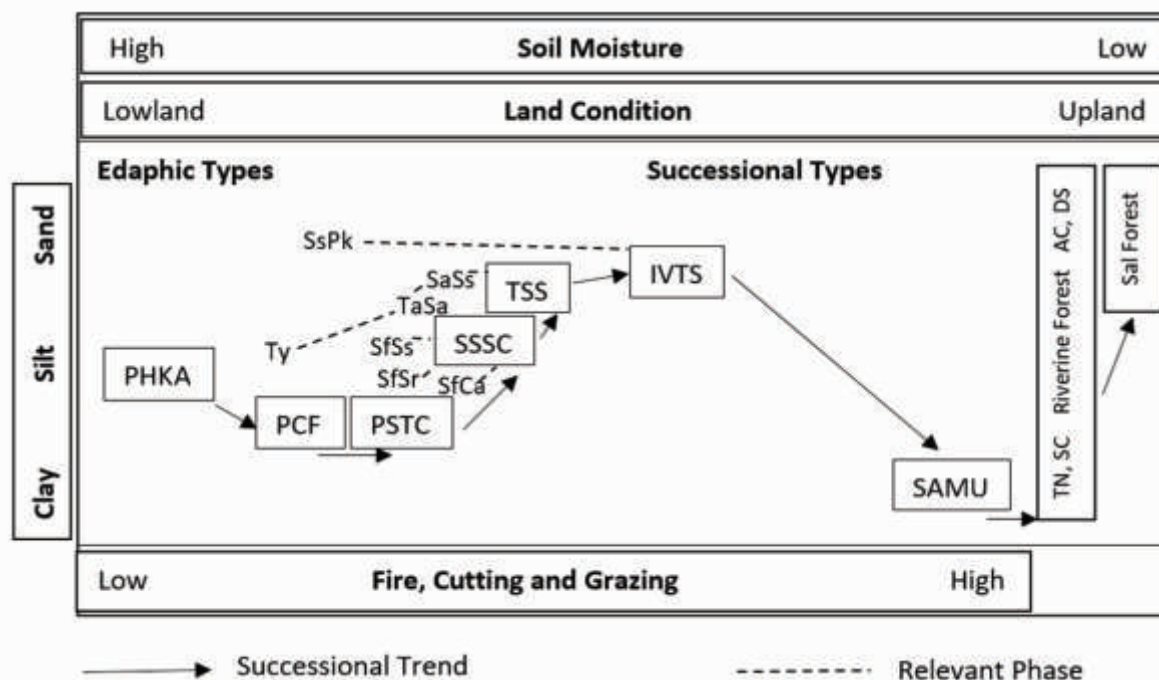 High Soil Moisture Low
Lowland Land Condition Upland
Edaphic Types Successional Types
Sand
Silt
Clay
SsPk
IVTS
SaSs
TSS
TaSa
Ty
SfSs
SSSC
PHKA
SfSr
SfCa
PCF
PSTC
SAMU
TN, SC Riverine Forest AC, DS
Sal Forest
Low Fire, Cutting and Grazing High
Successional Trend Relevant Phase